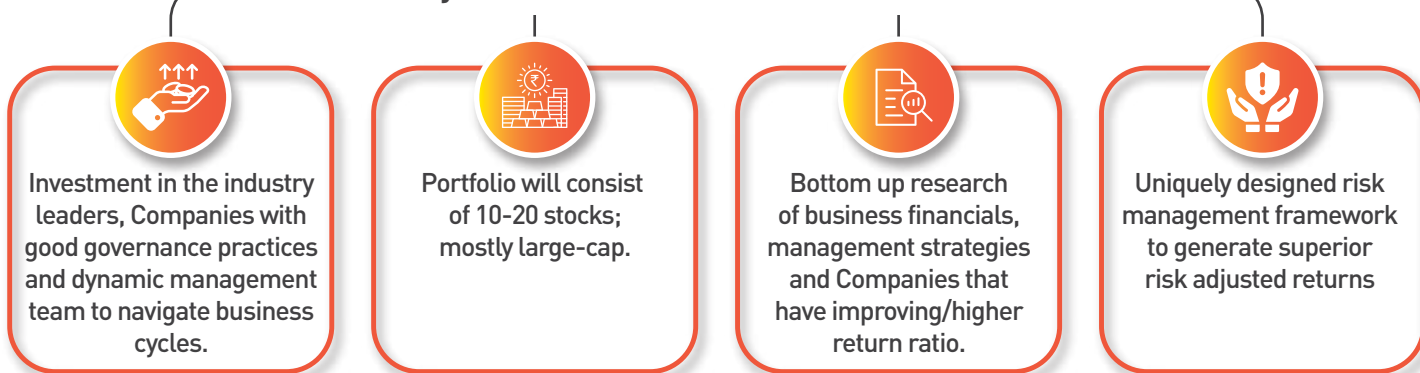 Investment in the industry
leaders, Companies with
good governance practices
and dynamic management
team to navigate business
cycles.
Portfolio will consist
of 10-20 stocks;
mostly large-cap.
Bottom up research
of business financials,
management strategies
and Companies that
have improving/higher
return ratio.
Uniquely designed risk
management framework
to generate superior
risk adjusted returns